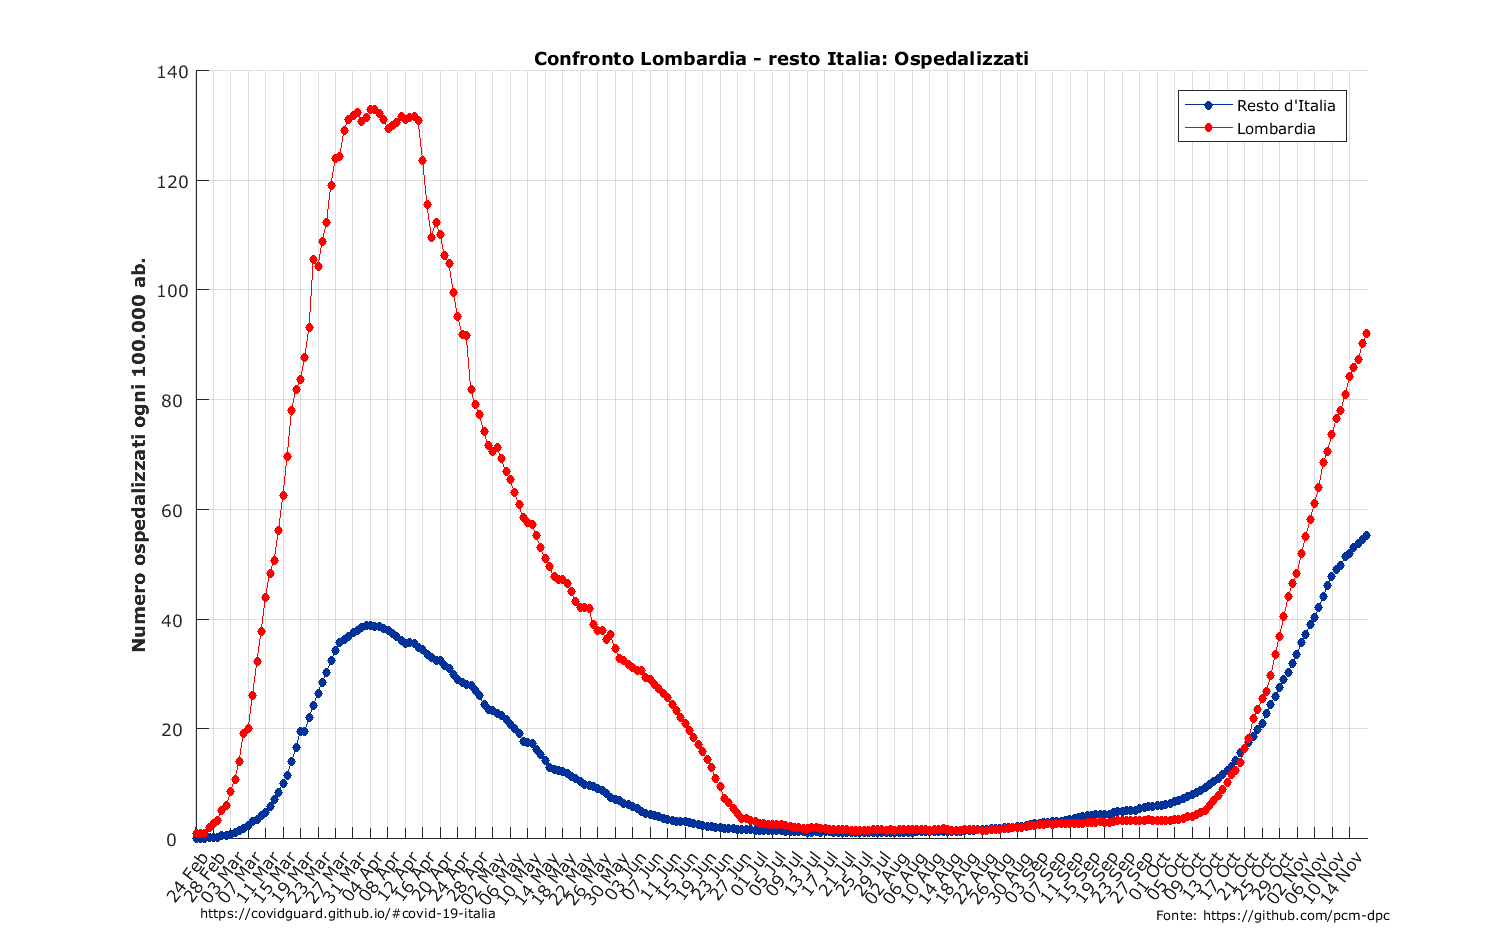 Confronto Lombardia - resto Italia: Ospedalizzati
Numero ospedalizzati ogni 100.000 ab.
140
120
100
80
60
40
20
0
Resto d'Italia
Lombardia
24 Feb
28 Feb
03 Mar
07 Mar
11 Mar
15 Mar
19 Mar
23 Mar
27 Mar
31 Mar
04 Apr
08 Apr
12 Apr
16 Apr
20 Apr
24 Apr
28 Apr
02 May
06 May
10 May
14 May
18 May
22 May
26 May
30 May
03 Jun
07 Jun
11 Jun
15 Jun
19 Jun
23 Jun
27 Jun
01 Jul
05 Jul
09 Jul
13 Jul
17 Jul
21 Jul
25 Jul
29 Jul
02 Aug
06 Aug
10 Aug
14 Aug
18 Aug
22 Aug
26 Aug
30 Aug
03 Sep
07 Sep
11 Sep
15 Sep
19 Sep
23 Sep
27 Sep
01 Oct
05 Oct
09 Oct
13 Oct
17 Oct
21 Oct
25 Oct
29 Oct
02 Nov
06 Nov
10 Nov
14 Nov
https://covidguard.github.io/#covid-19-italia
Fonte: https://github.com/pcm-dpc